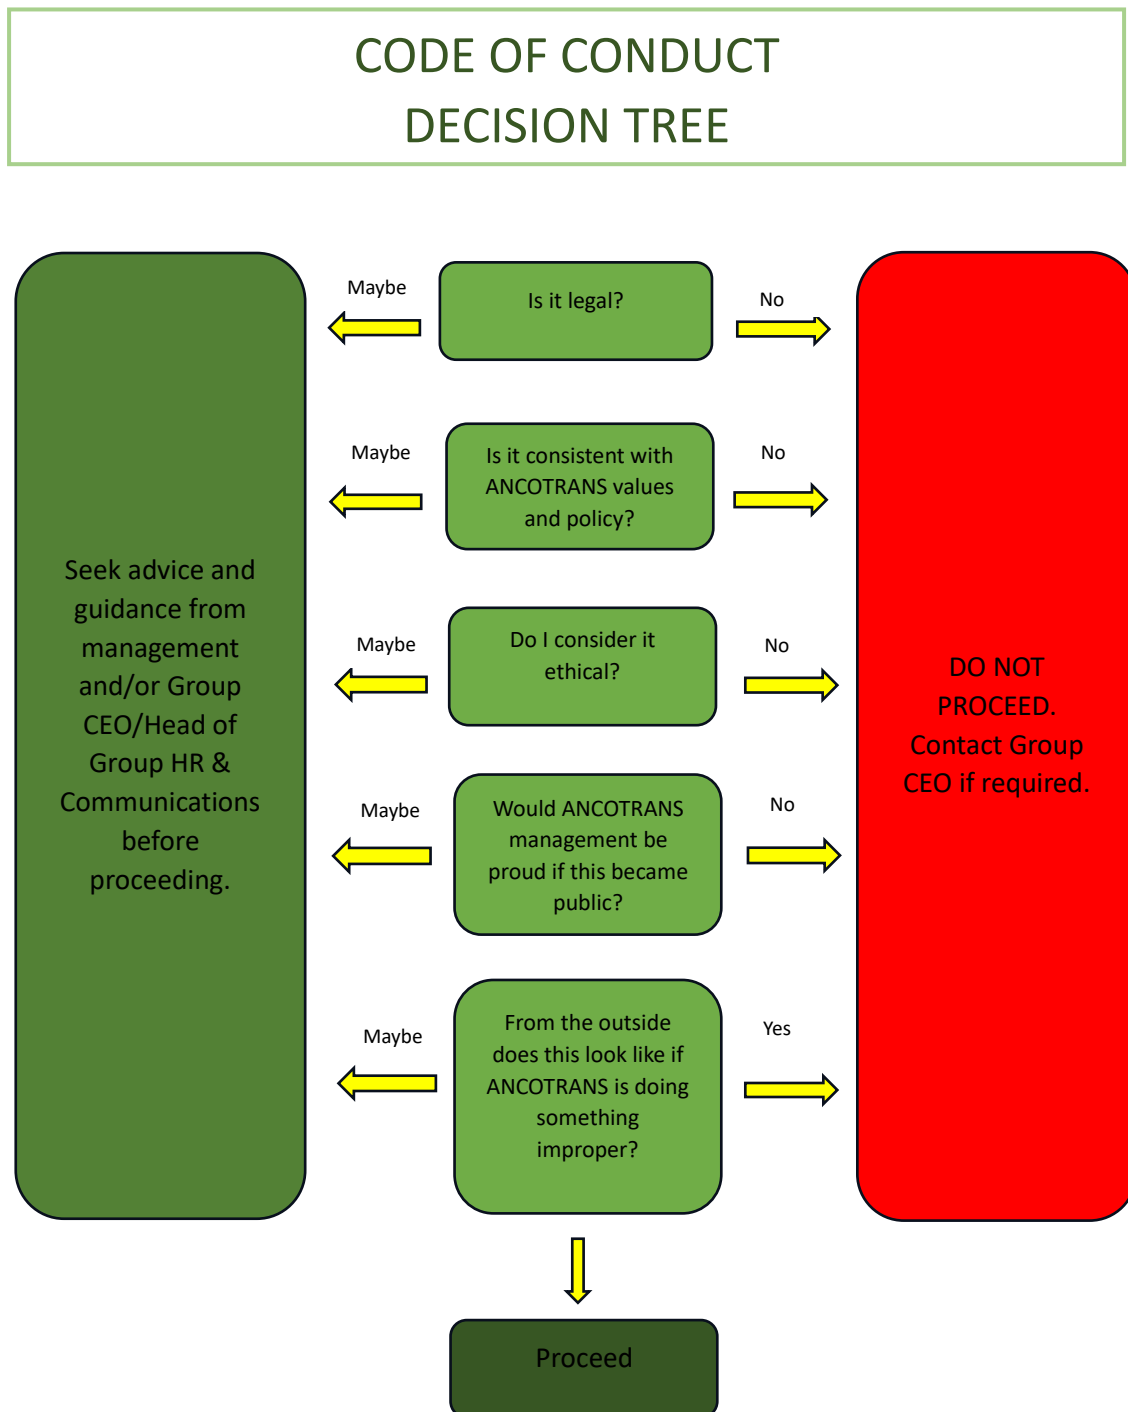 CODE OF CONDUCT
DECISION TREE
Maybe
Is it legal?
No
Maybe
Is it consistent with
ANCOTRANS values
and policy?
No
Seek advice and
guidance from
management
and/or Group
CEO/Head of
Group HR &
Communications
before
proceeding.
Maybe
Do I consider it
ethical?
No
DO NOT
PROCEED.
Contact Group
CEO if required.
Maybe
Would ANCOTRANS
management be
proud if this became
public?
No
Maybe
From the outside
does this look like if
ANCOTRANS is doing
something
improper?
Yes
Proceed